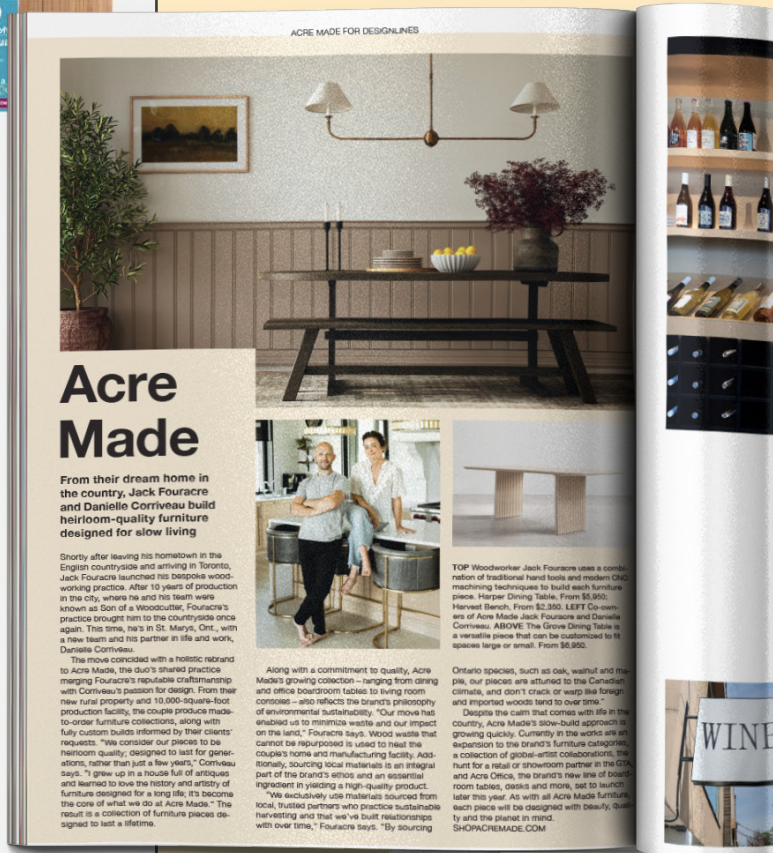 ACRE MADE FOR DESIGNLINES
Acre
Made
From their dream home in
the country, Jack Fouracre
and Danielle Corriveau build
heirloom-quality furniture
designed for slow living
Shortly after leaving his hometown in the
English countryside and arriving in Toronto,
Jack Fouracre launched his bespoke wood-
working practice. After 10 years of production
in the city, where he and his team were
known as Son of a Woodcutter, Fouracre's
practice brought him to the countryside once
again. This time, he's in St. Marys, Ont., with
a new team and his partner in life and work,
Danielle Corriveau.
The move coincided with a holistic rebrand
to Acre Made, the duo's shared practice
merging Fouracre's reputable craftsmanship
with Corriveau's passion for design. From their
new rural property and 10,000-square-foot
production facility, the couple produce made-
to-order furniture collections, along with
fully custom builds informed by their clients'
requests. "We consider our pieces to be
heirloom quality; designed to last for gener-
ations, rather than just a few years," Corriveau
says. "I grew up in a house full of antiques
and learned to love the history and artistry of
furniture designed for a long life; it's become
the core of what we do at Acre Made." The
result is a collection of furniture pieces de-
signed to last a lifetime.
Along with a commitment to quality, Acre
Made's growing collection – ranging from dining
and office boardroom tables to living room
consoles – also reflects the brand's philosophy
of environmental sustainability. "Our move has
enabled us to minimize waste and our impact
on the land," Fouracre says. Wood waste that
cannot be repurposed is used to heat the
couple's home and manufacturing facility. Add-
itionally, sourcing local materials is an integral
part of the brand's ethos and an essential
ingredient in yielding a high-quality product.
"We exclusively use materials sourced from
local, trusted partners who practice sustainable
harvesting and that we've built relationships
with over time," Fouracre says. "By sourcing
TOP Woodworker Jack Fouracre uses a combi-
nation of traditional hand tools and modern CNC
machining techniques to build each furniture
piece. Harper Dining Table, From $5,950;
Harvest Bench, From $2,350. LEFT Co-own-
ers of Acre Made Jack Fouracre and Danielle
Corriveau. ABOVE The Grove Dining Table is
a versatile piece that can be customized to fit
spaces large or small. From $6,950.
Ontario species, such as oak, walnut and ma-
ple, our pieces are attuned to the Canadian
climate, and don't crack or warp like foreign
and imported woods tend to over time."
Despite the calm that comes with life in the
country, Acre Made's slow-build approach is
growing quickly. Currently in the works are an
expansion to the brand's furniture categories,
a collection of global-artist collaborations, the
hunt for a retail or showroom partner in the GTA,
and Acre Office, the brand's new line of board-
room tables, desks and more, set to launch
later this year. As with all Acre Made furniture,
each piece will be designed with beauty, quali-
ty and the planet in mind.
SHOPACREMADE.COM
WINE